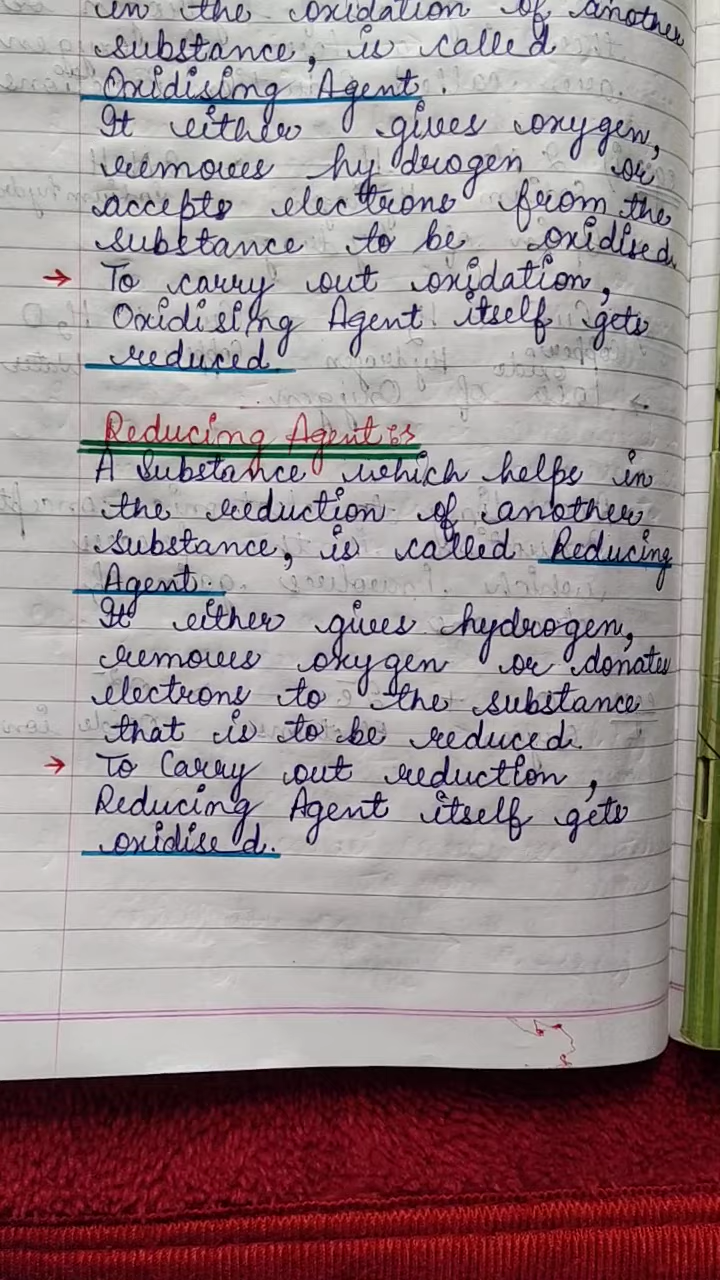 in the oxidation of another
substance, is called
Oxidising Agent.
It either gives oxygen,
removes hydrogen or
accepts electrons from the
substance to be oxidised.
→ To carry out oxidation,
Oxidising Agent itself gets
reduced.
Reducing Agent :-
A Substance which helps in
the reduction of another
substance, is called Reducing
Agent.
It either gives hydrogen,
removes oxygen or donates
electrons to the substance
that is to be reduced.
→ To Carry out reduction,
Reducing Agent itself gets
oxidised.